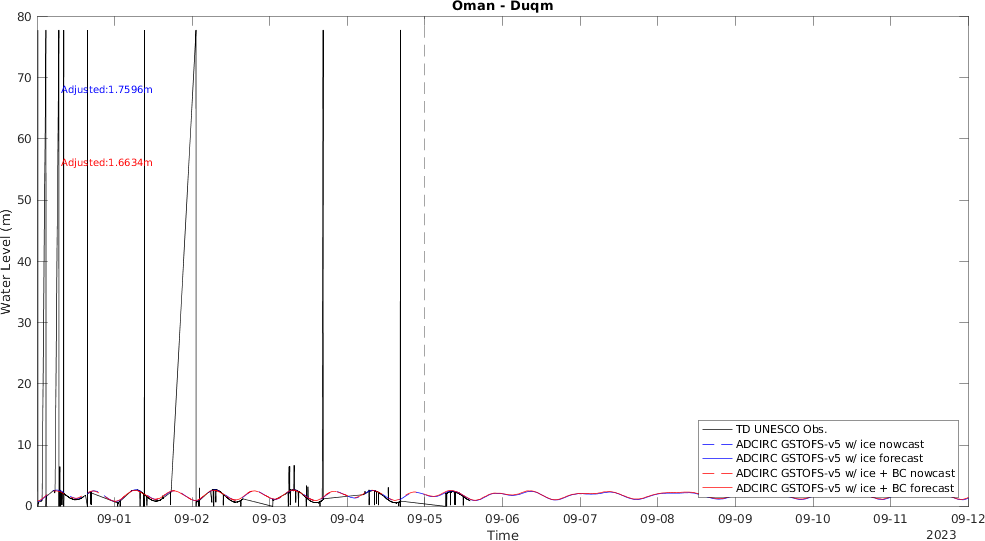 Oman - Duqm
80
70
60
50
40
30
20
10
0
Water Level (m)
Adjusted:1.7596m
Adjusted:1.6634m
TD UNESCO Obs.
ADCIRC GSTOFS-v5 w/ ice nowcast
ADCIRC GSTOFS-v5 w/ ice forecast
ADCIRC GSTOFS-v5 w/ ice + BC nowcast
ADCIRC GSTOFS-v5 w/ ice + BC forecast
09-01 09-02 09-03 09-04 09-05 09-06 09-07 09-08 09-09 09-10 09-11 09-12
Time
2023